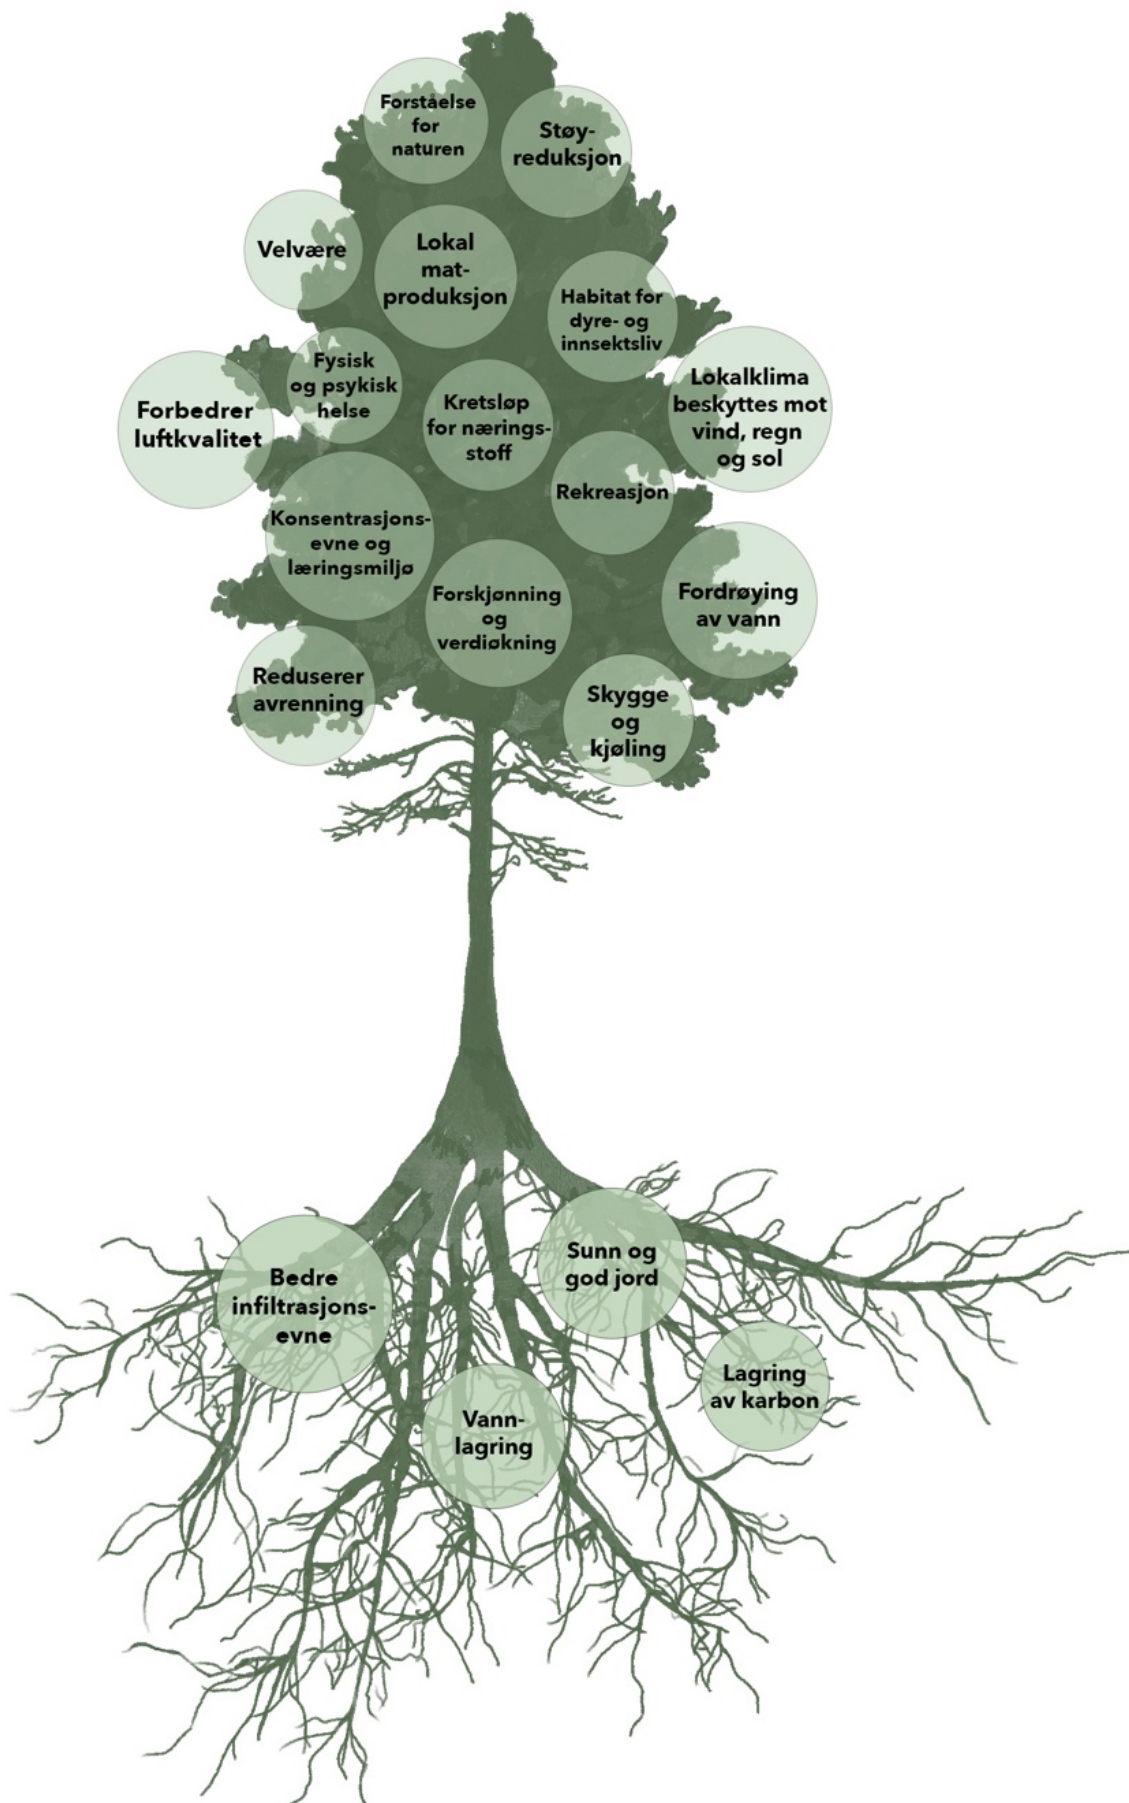 Forståelse
for
naturen
Støy-
reduksjon
Velvære
Lokal
mat-
produksjon
Habitat for
dyre- og
innsektsliv
Fysisk
og psykisk
helse
Lokalklima
beskyttes mot
vind, regn
og sol
Forbedrer
luftkvalitet
Kretsløp
for nærings-
stoff
Rekreasjon
Konsentrasjons-
evne og
læringsmiljø
Forskjønning
og
verdiøkning
Fordrøying
av vann
Reduserer
avrenning
Skygge
og
kjøling
Bedre
infiltrasjons-
evne
Sunn og
god jord
Lagring
av karbon
Vann-
lagring